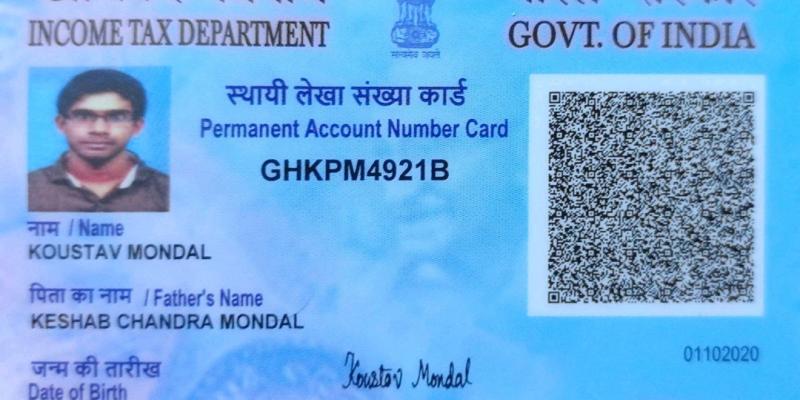 INCOME TAX DEPARTMENT
GOVT. OF INDIA
सत्यमेव जयते
स्थायी लेखा संख्या कार्ड
Permanent Account Number Card
GHKPM4921B
नाम / Name
KOUSTAV MONDAL
पिता का नाम / Father's Name
KESHAB CHANDRA MONDAL
जन्म की तारीख
Date of Birth
Koustav Mondal
01102020